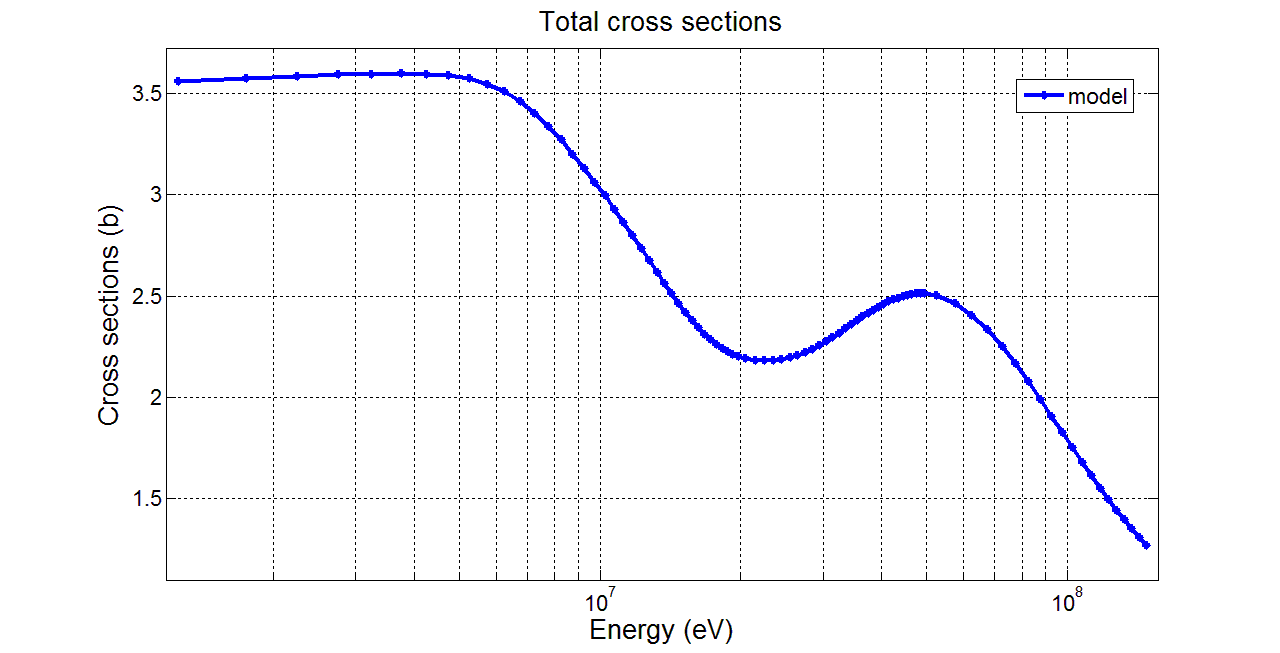 Total cross sections
model
3.5
3
2.5
2
1.5
Cross sections (b)
10^7 10^8
Energy (eV)